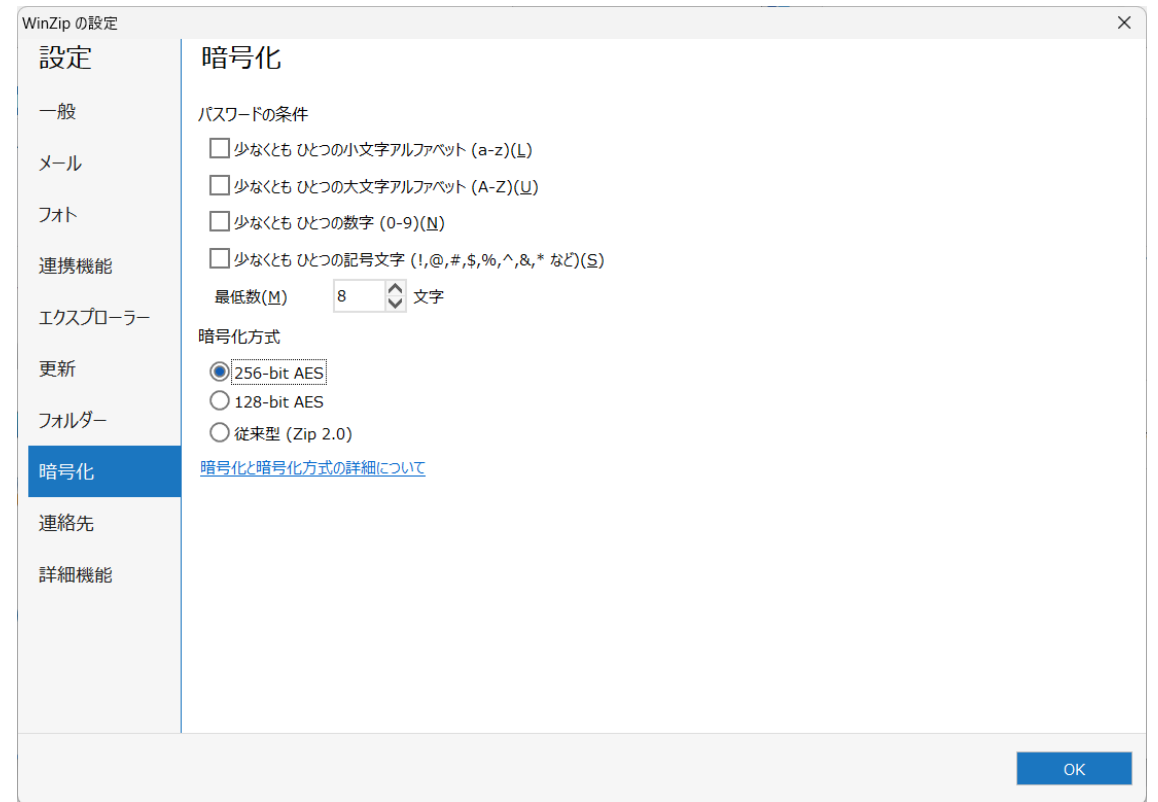 WinZip の設定
設定
一般
メール
フォト
連携機能
エクスプローラー
更新
フォルダー
暗号化
連絡先
詳細機能
暗号化
パスワードの条件
少なくとも ひとつの小文字アルファベット (a-z)(L)
少なくとも ひとつの大文字アルファベット (A-Z)(U)
少なくとも ひとつの数字 (0-9)(N)
少なくとも ひとつの記号文字 (!,@,#,$,%,^,&,* など)(S)
最低数(M) 8 文字
暗号化方式
256-bit AES
128-bit AES
従来型 (Zip 2.0)
暗号化と暗号化方式の詳細について
OK